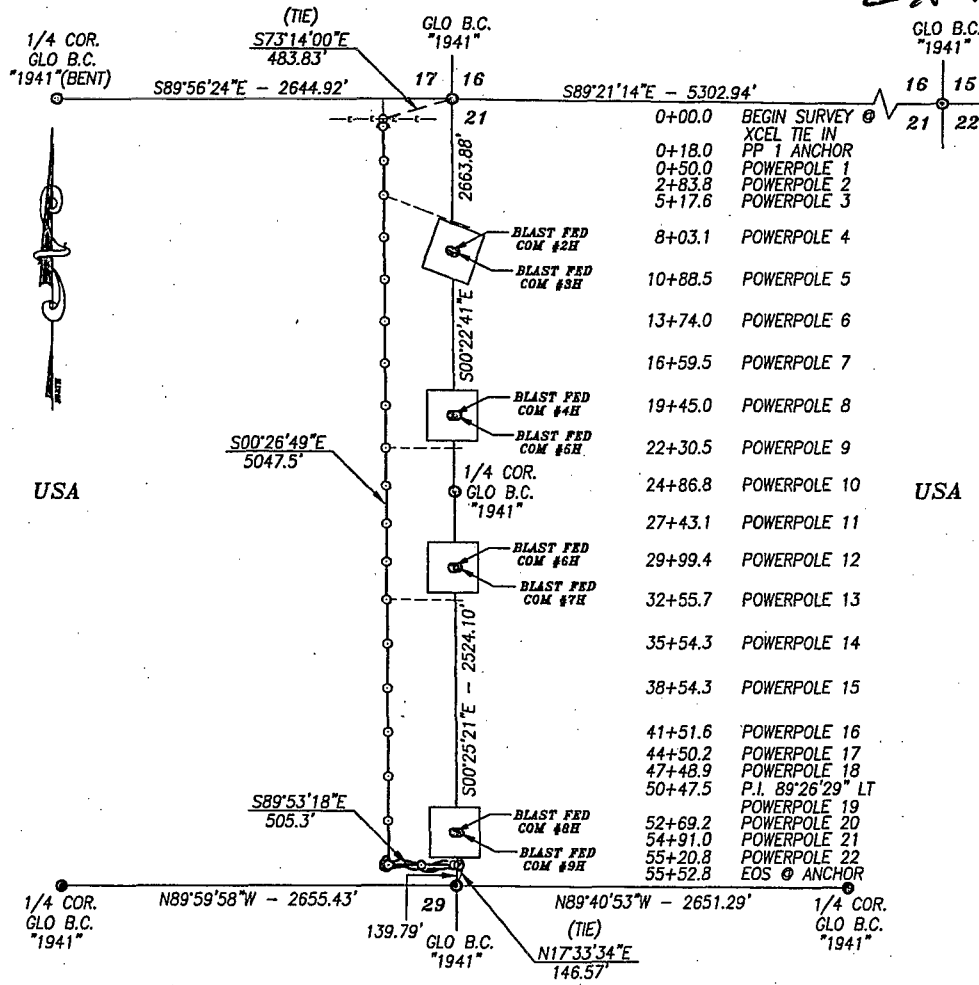 (TIE)
S73°14'00"E
483.83'
1/4 COR.
GLO B.C.
"1941"(BENT)
GLO B.C.
"1941"
GLO B.C.
"1941"
S89°56'24"E - 2644.92'
17 16
21
S89°21'14"E - 5302.94'
16 15
21 22
0+00.0 BEGIN SURVEY @
XCEL TIE IN
0+18.0 PP 1 ANCHOR
0+50.0 POWERPOLE 1
2+83.8 POWERPOLE 2
5+17.6 POWERPOLE 3
8+03.1 POWERPOLE 4
10+88.5 POWERPOLE 5
13+74.0 POWERPOLE 6
16+59.5 POWERPOLE 7
19+45.0 POWERPOLE 8
22+30.5 POWERPOLE 9
24+86.8 POWERPOLE 10
27+43.1 POWERPOLE 11
29+99.4 POWERPOLE 12
32+55.7 POWERPOLE 13
35+54.3 POWERPOLE 14
38+54.3 POWERPOLE 15
41+51.6 POWERPOLE 16
44+50.2 POWERPOLE 17
47+48.9 POWERPOLE 18
50+47.5 P.I. 89°26'29" LT
POWERPOLE 19
52+69.2 POWERPOLE 20
54+91.0 POWERPOLE 21
55+20.8 POWERPOLE 22
55+52.8 EOS @ ANCHOR
2663.88'
S00°22'41"E
BLAST FED
COM #2H
BLAST FED
COM #3H
BLAST FED
COM #4H
BLAST FED
COM #5H
S00°26'49"E
5047.5'
USA
1/4 COR.
GLO B.C.
"1941"
USA
BLAST FED
COM #6H
BLAST FED
COM #7H
S00°25'21"E - 2524.10'
S89°53'18"E
505.3'
BLAST FED
COM #8H
BLAST FED
COM #9H
N89°59'58"W - 2655.43'
29
N89°40'53"W - 2651.29'
1/4 COR.
GLO B.C.
"1941"
139.79'
GLO B.C.
"1941"
(TIE)
N17°33'34"E
146.57'
1/4 COR.
GLO B.C.
"1941"